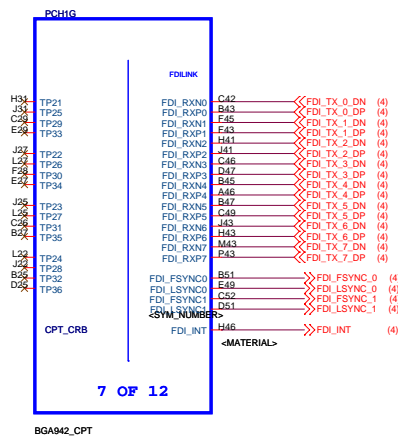 PCH1G
FDILINK
H31 TP21 FDI_RXN0 C42 FDI_TX_0_DN (4)
J31 TP25 FDI_RXP0 B43 FDI_TX_0_DP (4)
C29 TP29 FDI_RXN1 F45 FDI_TX_1_DN (4)
E29 TP33 FDI_RXP1 F43 FDI_TX_1_DP (4)
FDI_RXN2 H41 FDI_TX_2_DN (4)
J27 TP22 FDI_RXP2 J41 FDI_TX_2_DP (4)
L27 TP26 FDI_RXN3 C46 FDI_TX_3_DN (4)
F28 TP30 FDI_RXP3 D47 FDI_TX_3_DP (4)
E27 TP34 FDI_RXN4 B45 FDI_TX_4_DN (4)
FDI_RXP4 A46 FDI_TX_4_DP (4)
J25 TP23 FDI_RXN5 B47 FDI_TX_5_DN (4)
L25 TP27 FDI_RXP5 C49 FDI_TX_5_DP (4)
C26 TP31 FDI_RXN6 J43 FDI_TX_6_DN (4)
B27 TP35 FDI_RXP6 H43 FDI_TX_6_DP (4)
FDI_RXN7 M43 FDI_TX_7_DN (4)
L22 TP24 FDI_RXP7 P43 FDI_TX_7_DP (4)
J22 TP28
B25 TP32 FDI_FSYNC0 B51 FDI_FSYNC_0 (4
D25 TP36 FDI_LSYNC0 E49 FDI_LSYNC_0 (4
FDI_FSYNC1 C52 FDI_FSYNC_1 (4
FDI_LSYNC1 D51 FDI_LSYNC_1 (4
<SYM_NUMBER>
CPT_CRB FDI_INT H46 FDI_INT (4
<MATERIAL>
7 OF 12
BGA942_CPT